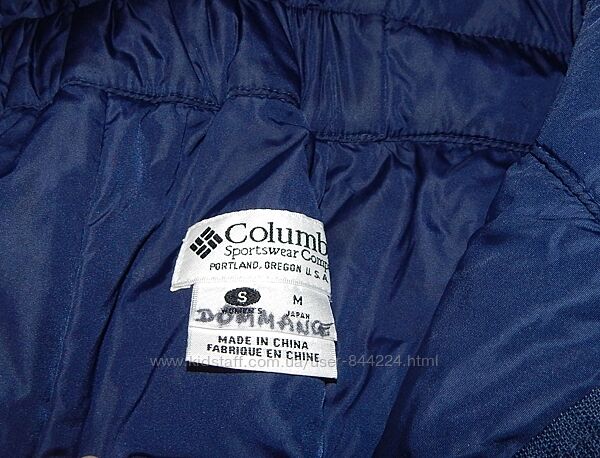 Columb
Sportswear Comp
PORTLAND, OREGON U.S.A
S M
WOMEN'S JAPAN
DOMMANGE
MADE IN CHINA
FABRIQUE EN CHINE
www.kidstaff.com.ua/user-844224.html